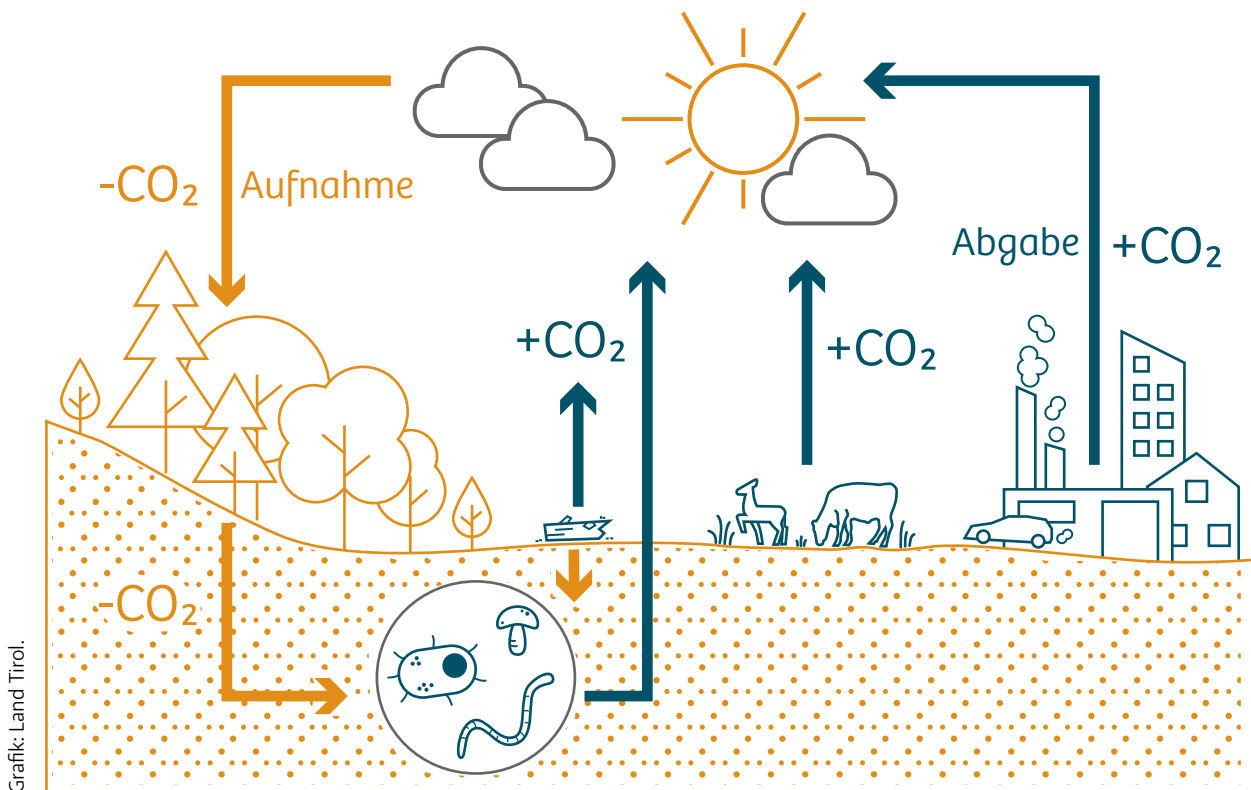 -CO₂
Aufnahme
Abgabe
+CO₂
+CO₂
+CO₂
-CO₂
Grafik: Land Tirol.